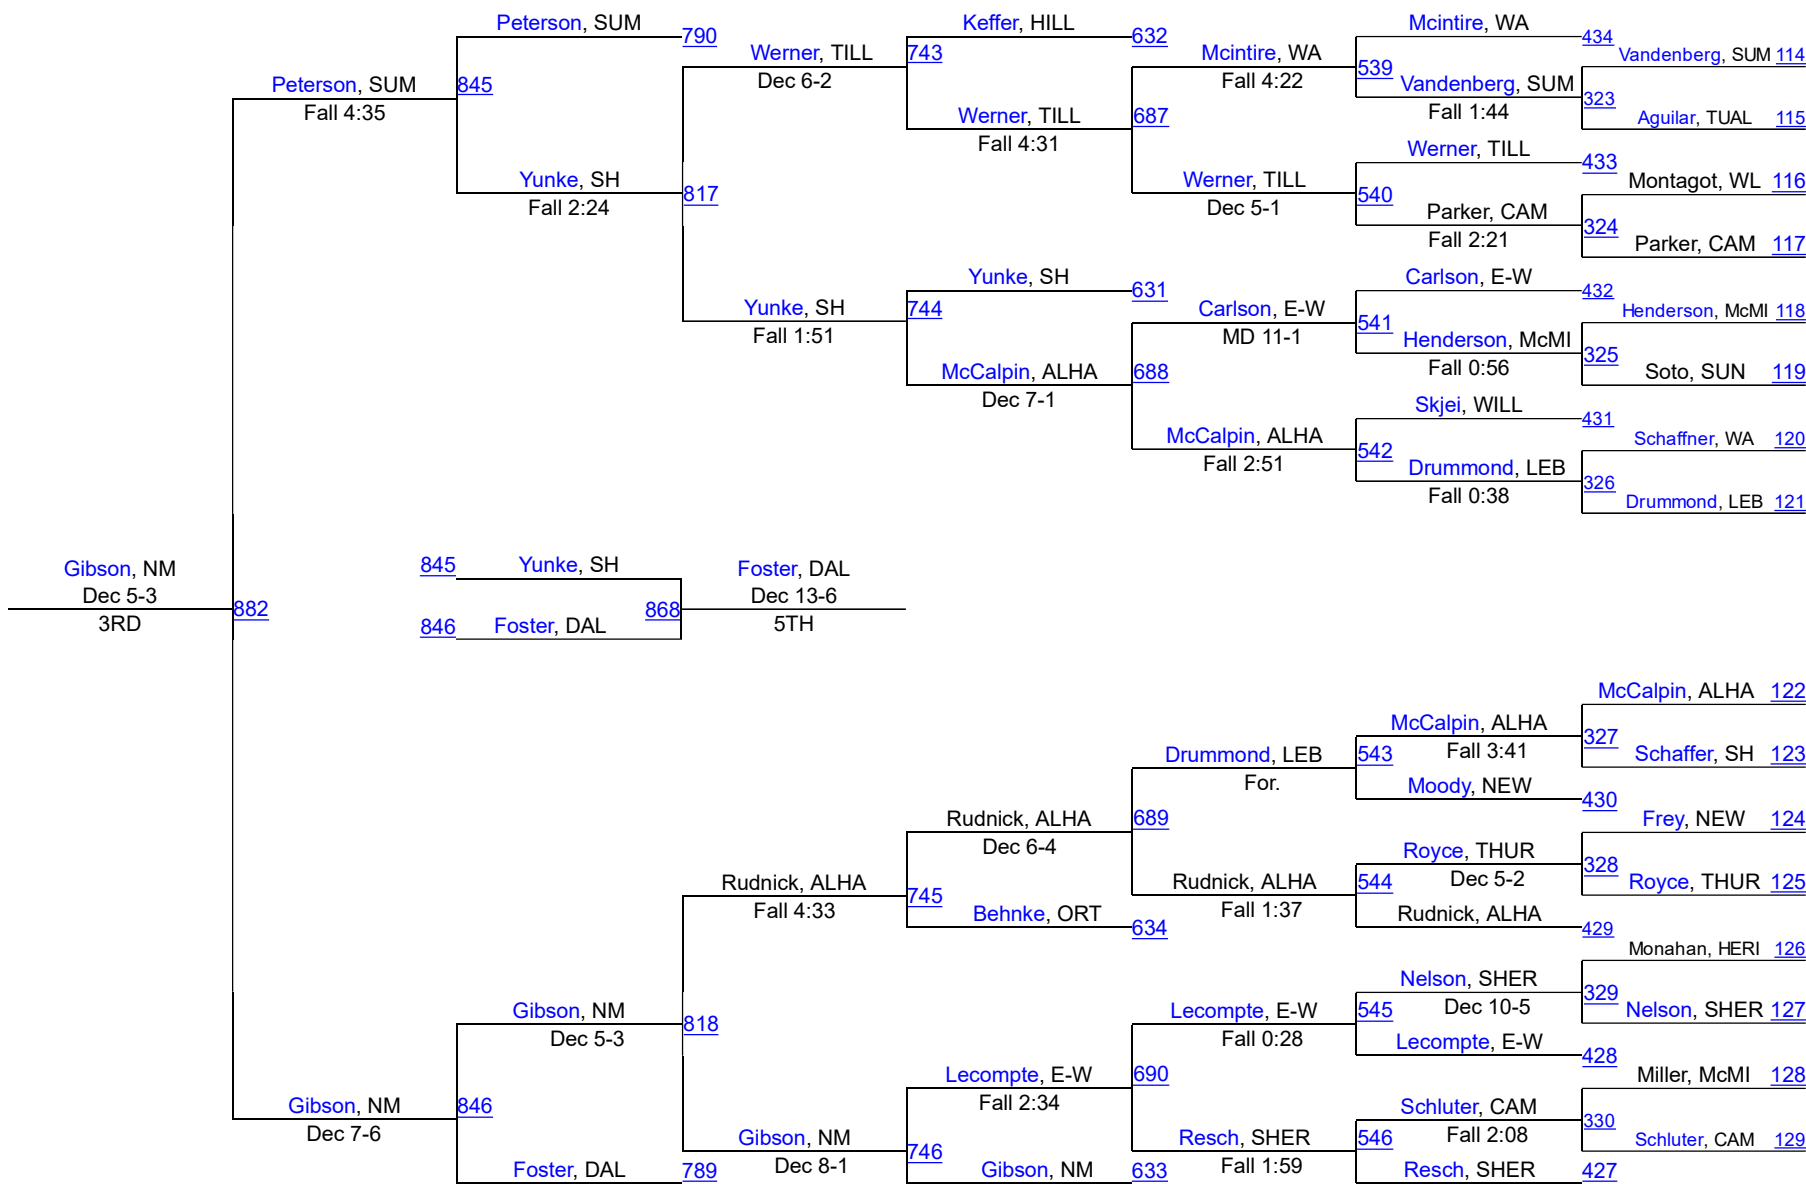 Peterson, SUM
790
Keffer, HILL
632
Mcintire, WA
434
Werner, TILL
Dec 6-2
743
Mcintire, WA
Fall 4:22
539
Vandenberg, SUM 114
Peterson, SUM
Fall 4:35
845
Vandenberg, SUM
Fall 1:44
323
Werner, TILL
Fall 4:31
687
Aguilar, TUAL 115
Werner, TILL
433
Yunke, SH
Fall 2:24
817
Werner, TILL
Dec 5-1
540
Montagot, WL 116
Parker, CAM
Fall 2:21
324
Parker, CAM 117
Yunke, SH
631
Carlson, E-W
432
Yunke, SH
Fall 1:51
744
Carlson, E-W
MD 11-1
541
Henderson, McMI 118
Henderson, McMI
Fall 0:56
325
McCalpin, ALHA
Dec 7-1
688
Soto, SUN 119
Skjei, WILL
431
McCalpin, ALHA
Fall 2:51
542
Schaffner, WA 120
Drummond, LEB
Fall 0:38
326
Drummond, LEB 121
Gibson, NM
Dec 5-3
3RD
882
845
Yunke, SH
868
Foster, DAL
Dec 13-6
5TH
846
Foster, DAL
McCalpin, ALHA 122
McCalpin, ALHA
Fall 3:41
327
Drummond, LEB
For.
543
Schaffer, SH 123
Moody, NEW
430
Rudnick, ALHA
Dec 6-4
689
Frey, NEW 124
Royce, THUR
Dec 5-2
328
Rudnick, ALHA
Fall 4:33
745
Rudnick, ALHA
Fall 1:37
544
Royce, THUR 125
Behnke, ORT
634
Rudnick, ALHA
429
Monahan, HERI 126
Nelson, SHER
Dec 10-5
329
Gibson, NM
Dec 5-3
818
Lecompte, E-W
Fall 0:28
545
Nelson, SHER 127
Lecompte, E-W
428
Lecompte, E-W
Fall 2:34
690
Miller, McMI 128
Gibson, NM
Dec 7-6
846
Schluter, CAM
Fall 2:08
330
Gibson, NM
Dec 8-1
746
Resch, SHER
Fall 1:59
546
Schluter, CAM 129
Foster, DAL
789
Gibson, NM
633
Resch, SHER
427